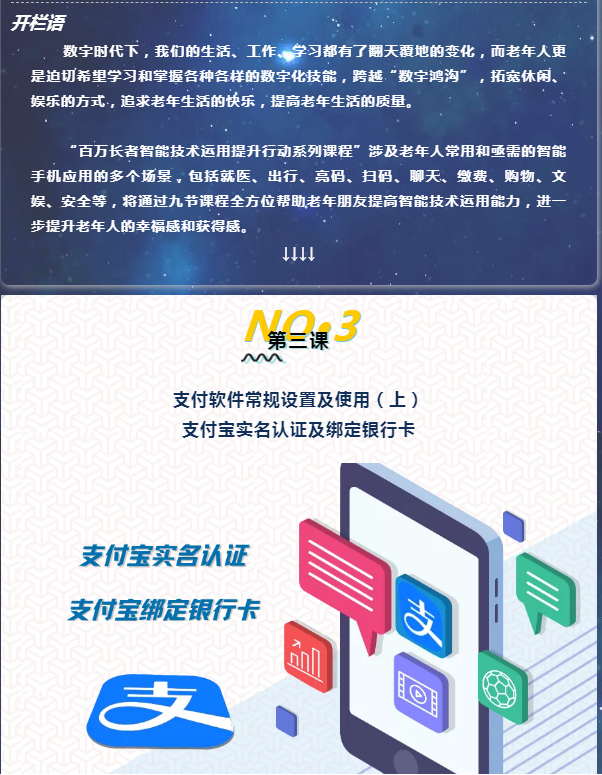 开栏语
数字时代下，我们的生活、工作、学习都有了翻天覆地的变化，而老年人更
是迫切希望学习和掌握各种各样的数字化技能，跨越“数字鸿沟”，拓宽休闲、
娱乐的方式，追求老年生活的快乐，提高老年生活的质量。
“百万长者智能技术运用提升行动系列课程”涉及老年人常用和亟需的智能
手机应用的多个场景，包括就医、出行、亮码、扫码、聊天、缴费、购物、文
娱、安全等，将通过九节课程全方位帮助老年朋友提高智能技术运用能力，进一
步提升老年人的幸福感和获得感。
↓↓↓↓
NO•3
第三课
支付软件常规设置及使用（上）
支付宝实名认证及绑定银行卡
支付宝实名认证
支付宝绑定银行卡
支
支